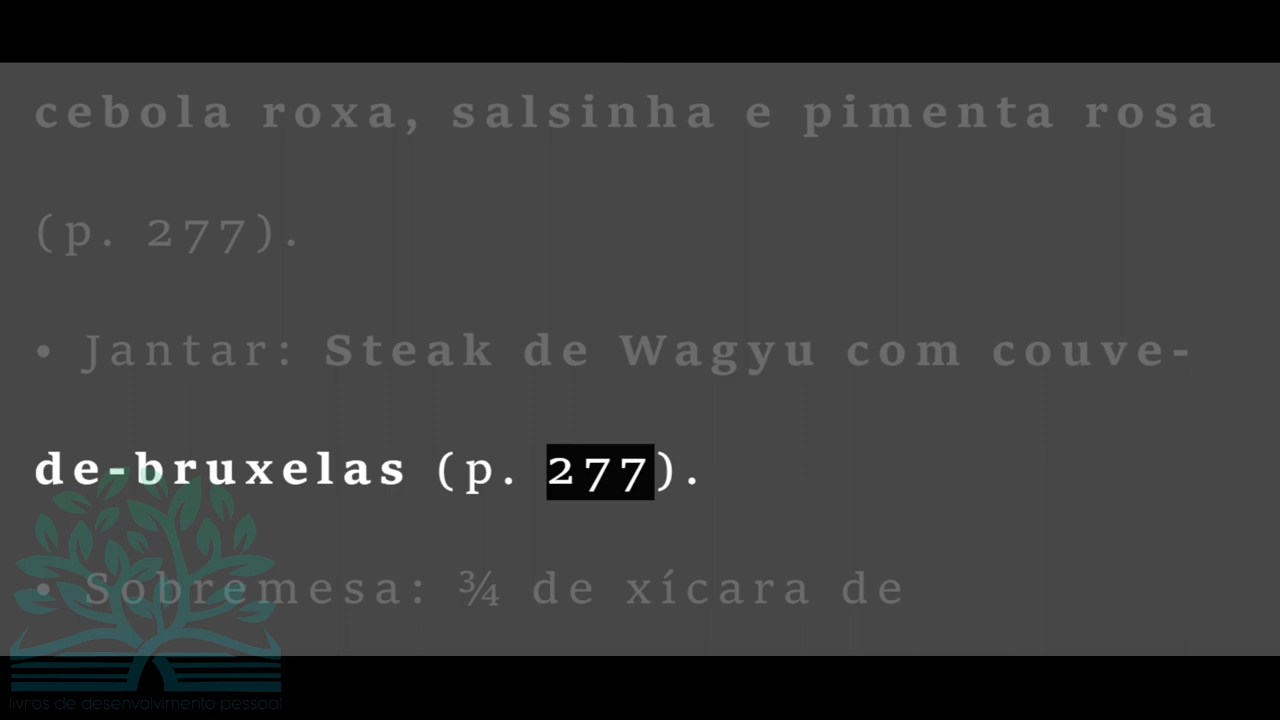 cebola roxa, salsinha e pimenta rosa
(p. 277).
• Jantar: Steak de Wagyu com couve-
de-bruxelas (p. 277).
• Sobremesa: ¾ de xícara de
livros de desenvolvimento pessoal